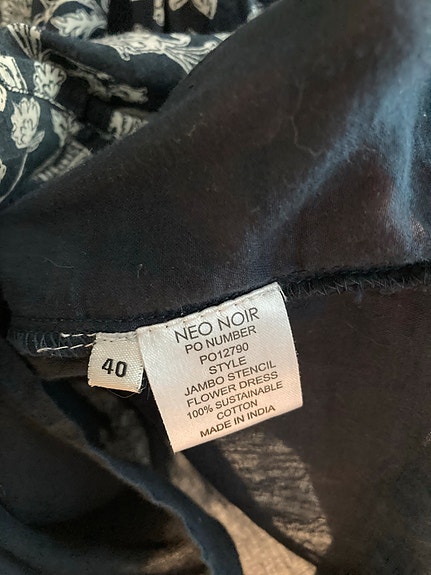 NEO NOIR
PO NUMBER
PO12790
STYLE
JAMBO STENCIL
FLOWER DRESS
100% SUSTAINABLE
COTTON
MADE IN INDIA
40